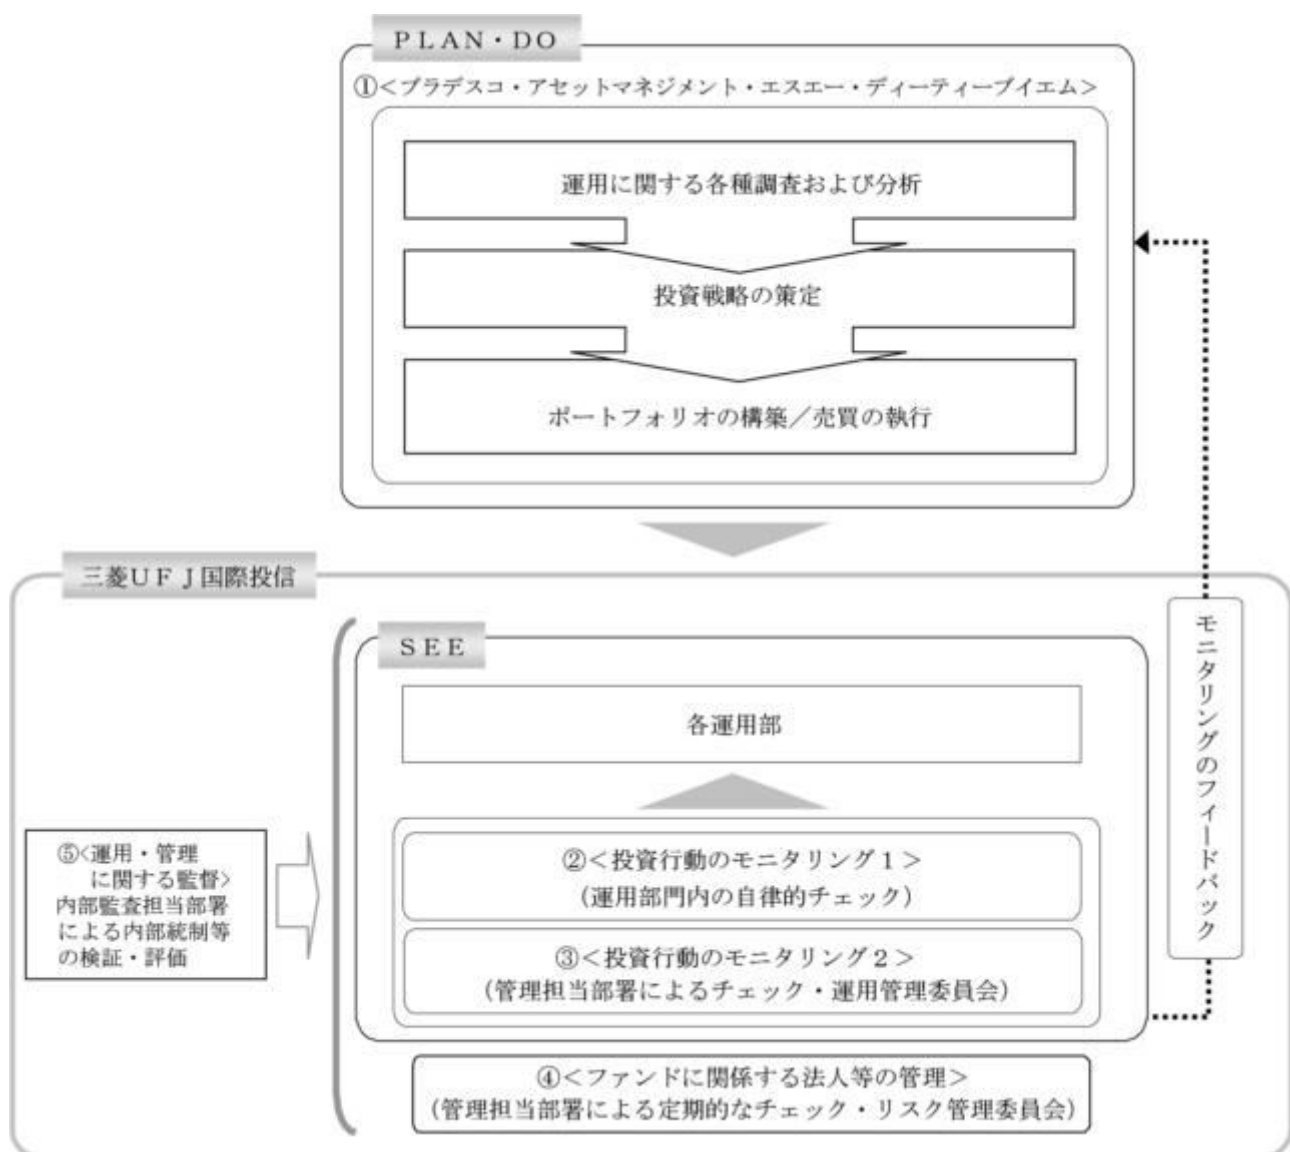 ＰＬＡＮ・ＤＯ
①＜ブラデスコ・アセットマネジメント・エスエー・ディーティーブイエム＞
運用に関する各種調査および分析
投資戦略の策定
ポートフォリオの構築／売買の執行
三菱ＵＦＪ国際投信
ＳＥＥ
各運用部
②＜投資行動のモニタリング１＞
（運用部門内の自律的チェック）
③＜投資行動のモニタリング２＞
（管理担当部署によるチェック・運用管理委員会）
④＜ファンドに関係する法人等の管理＞
（管理担当部署による定期的なチェック・リスク管理委員会）
⑤＜運用・管理
に関する監督＞
内部監査担当部署
による内部統制等
の検証・評価
モニタリングのフィードバック